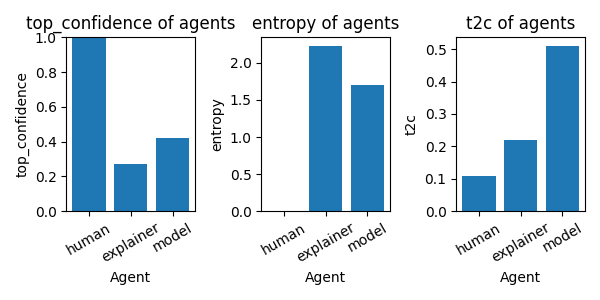 top_confidence of agents
top_confidence
1.0
0.8
0.6
0.4
0.2
0.0
human
explainer
model
Agent
entropy of agents
entropy
2.0
1.5
1.0
0.5
0.0
human
explainer
model
Agent
t2c of agents
t2c
0.5
0.4
0.3
0.2
0.1
0.0
human
explainer
model
Agent